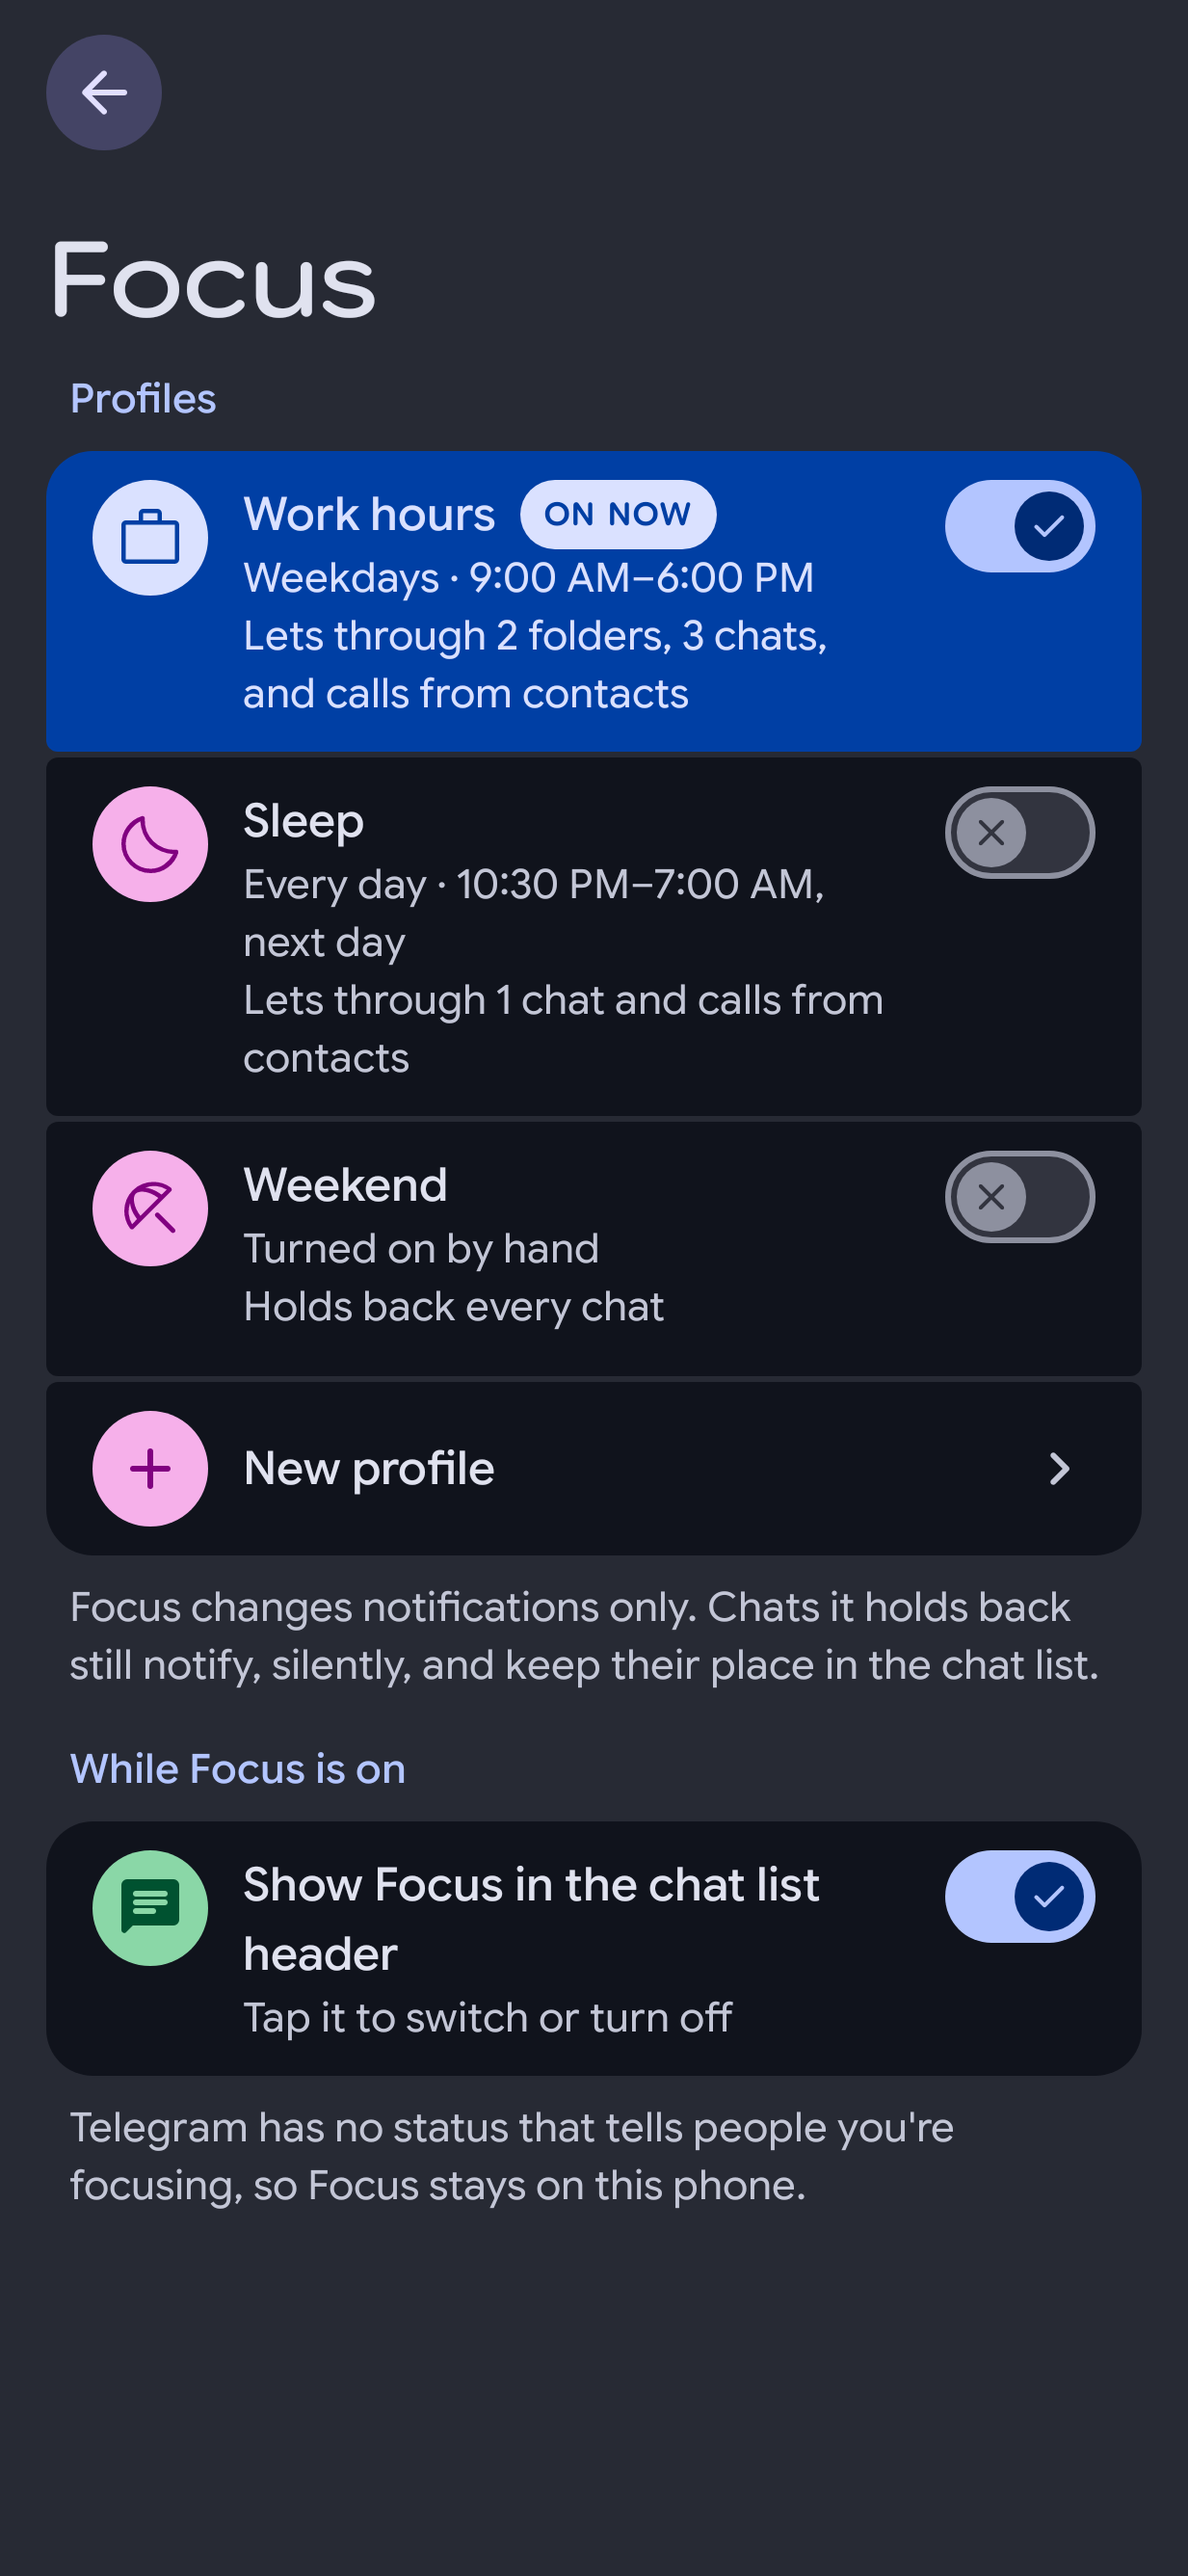 Focus
Profiles
Work hours ON NOW
Weekdays · 9:00 AM–6:00 PM
Lets through 2 folders, 3 chats,
and calls from contacts
Sleep
Every day · 10:30 PM–7:00 AM,
next day
Lets through 1 chat and calls from
contacts
Weekend
Turned on by hand
Holds back every chat
New profile
Focus changes notifications only. Chats it holds back
still notify, silently, and keep their place in the chat list.
While Focus is on
Show Focus in the chat list
header
Tap it to switch or turn off
Telegram has no status that tells people you're
focusing, so Focus stays on this phone.